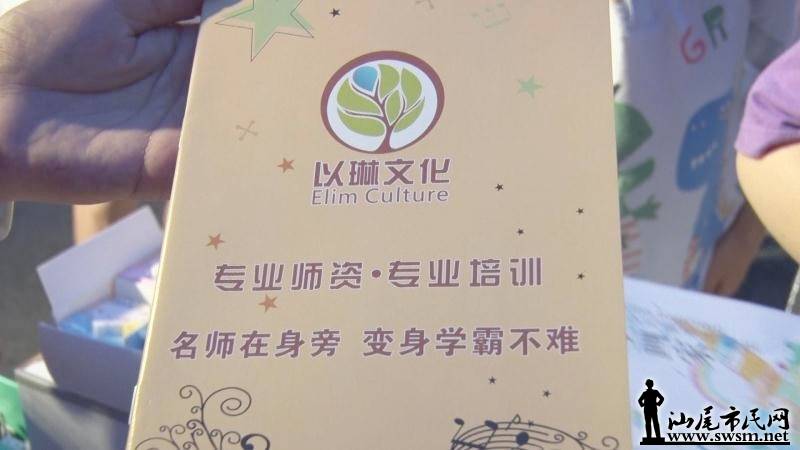 以琳文化
Elim Culture
专业师资·专业培训
名师在身旁 变身学霸不难
GR
汕尾市民网
www.swsm.net